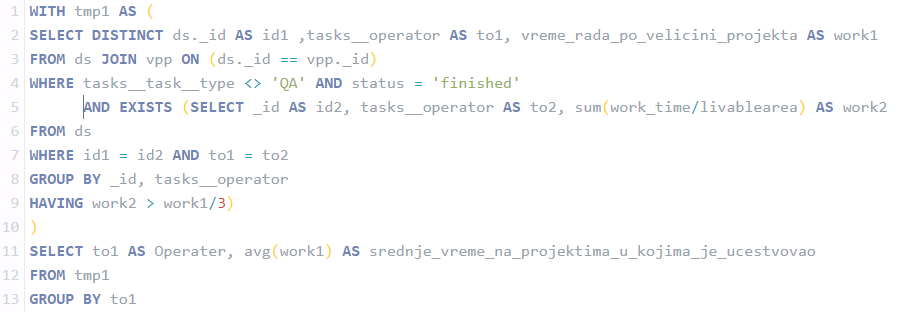 1 WITH tmp1 AS (
2 SELECT DISTINCT ds._id AS id1 ,tasks__operator AS to1, vreme_rada_po_velicini_projekta AS work1
3 FROM ds JOIN vpp ON (ds._id == vpp._id)
4 WHERE tasks__task__type <> 'QA' AND status = 'finished'
5 AND EXISTS (SELECT _id AS id2, tasks__operator AS to2, sum(work_time/livablearea) AS work2
6 FROM ds
7 WHERE id1 = id2 AND to1 = to2
8 GROUP BY _id, tasks__operator
9 HAVING work2 > work1/3)
10 )
11 SELECT to1 AS Operater, avg(work1) AS srednje_vreme_na_projektima_u_kojima_je_ucestvovao
12 FROM tmp1
13 GROUP BY to1